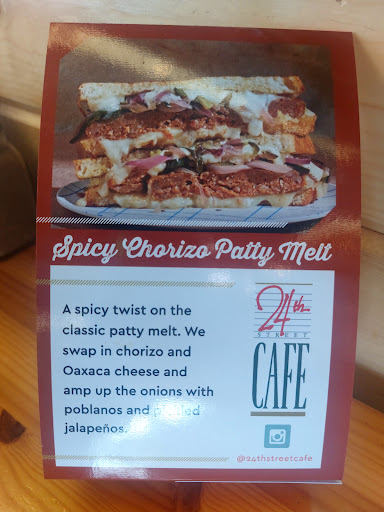 Spicy Chorizo Patty Melt
A spicy twist on the
classic patty melt. We
swap in chorizo and
Oaxaca cheese and
amp up the onions with
poblanos and
jalapeños.
24th
STREET
CAFE
@24thstreetcafe